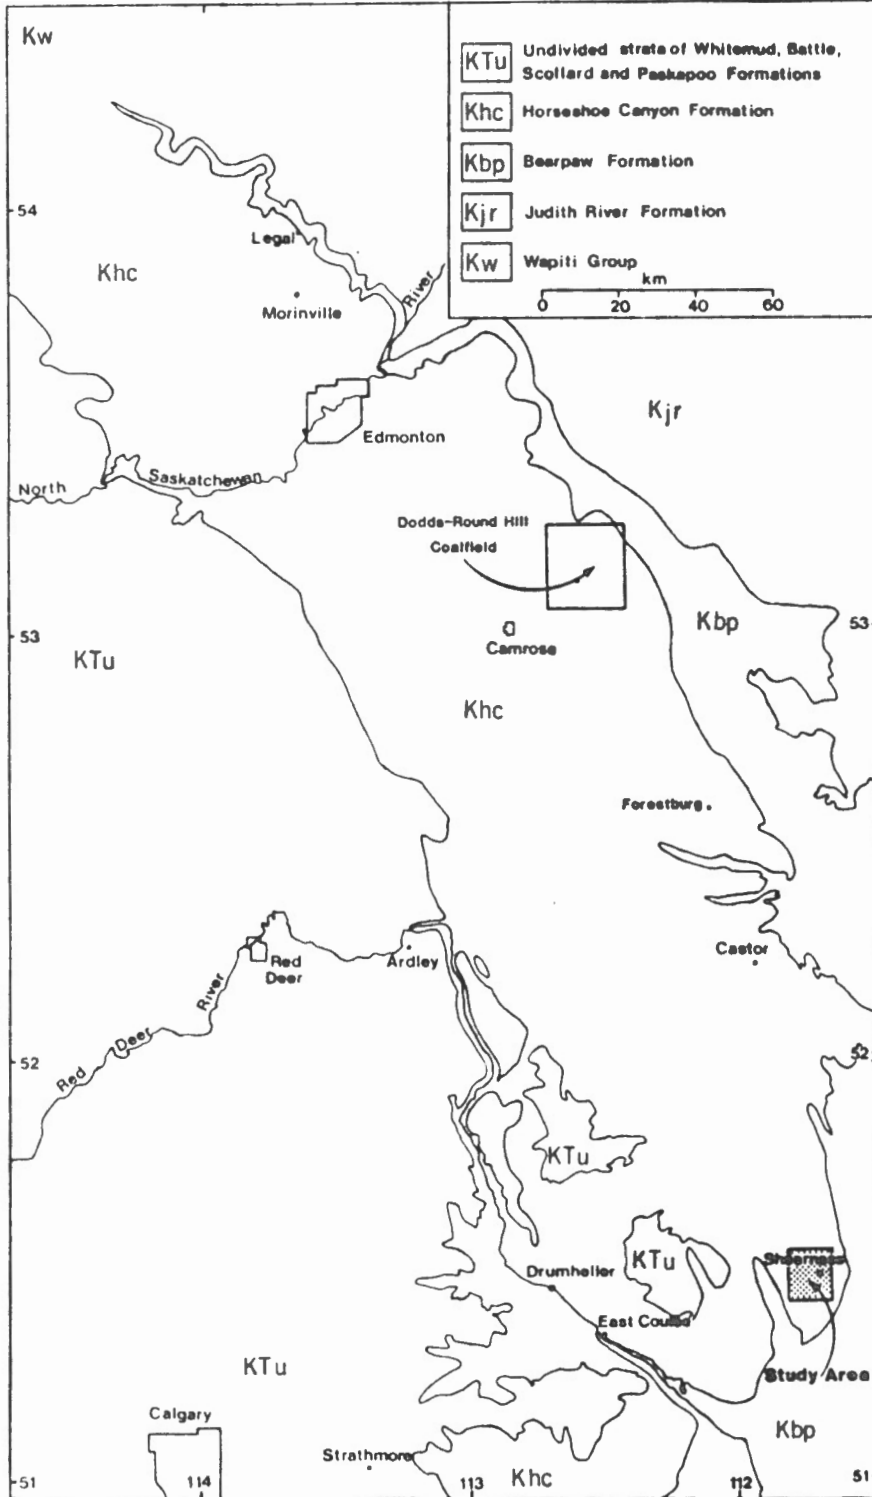 Kw
KTu
Undivided strata of Whitemud, Battle,
Scollard and Paskapoo Formations
Khc
Horseshoe Canyon Formation
Kbp
Bearpaw Formation
Kjr
Judith River Formation
Kw
Wapiti Group
km
0 20 40 60
54
Legal
Khc
River
Morinville
Kjr
Edmonton
North
Saskatchewan
Dodds-Round Hill
Coalfield
53
Kbp
53
Camrose
KTu
Khc
Forestburg
Castor
Ardley
Red
Deer
River
Deer
Red
52
52
KTu
KTu
Sheerness
Drumheller
East Coulee
KTu
Study Area
Calgary
Kbp
Strathmore
Khc
51
114
113
112
51